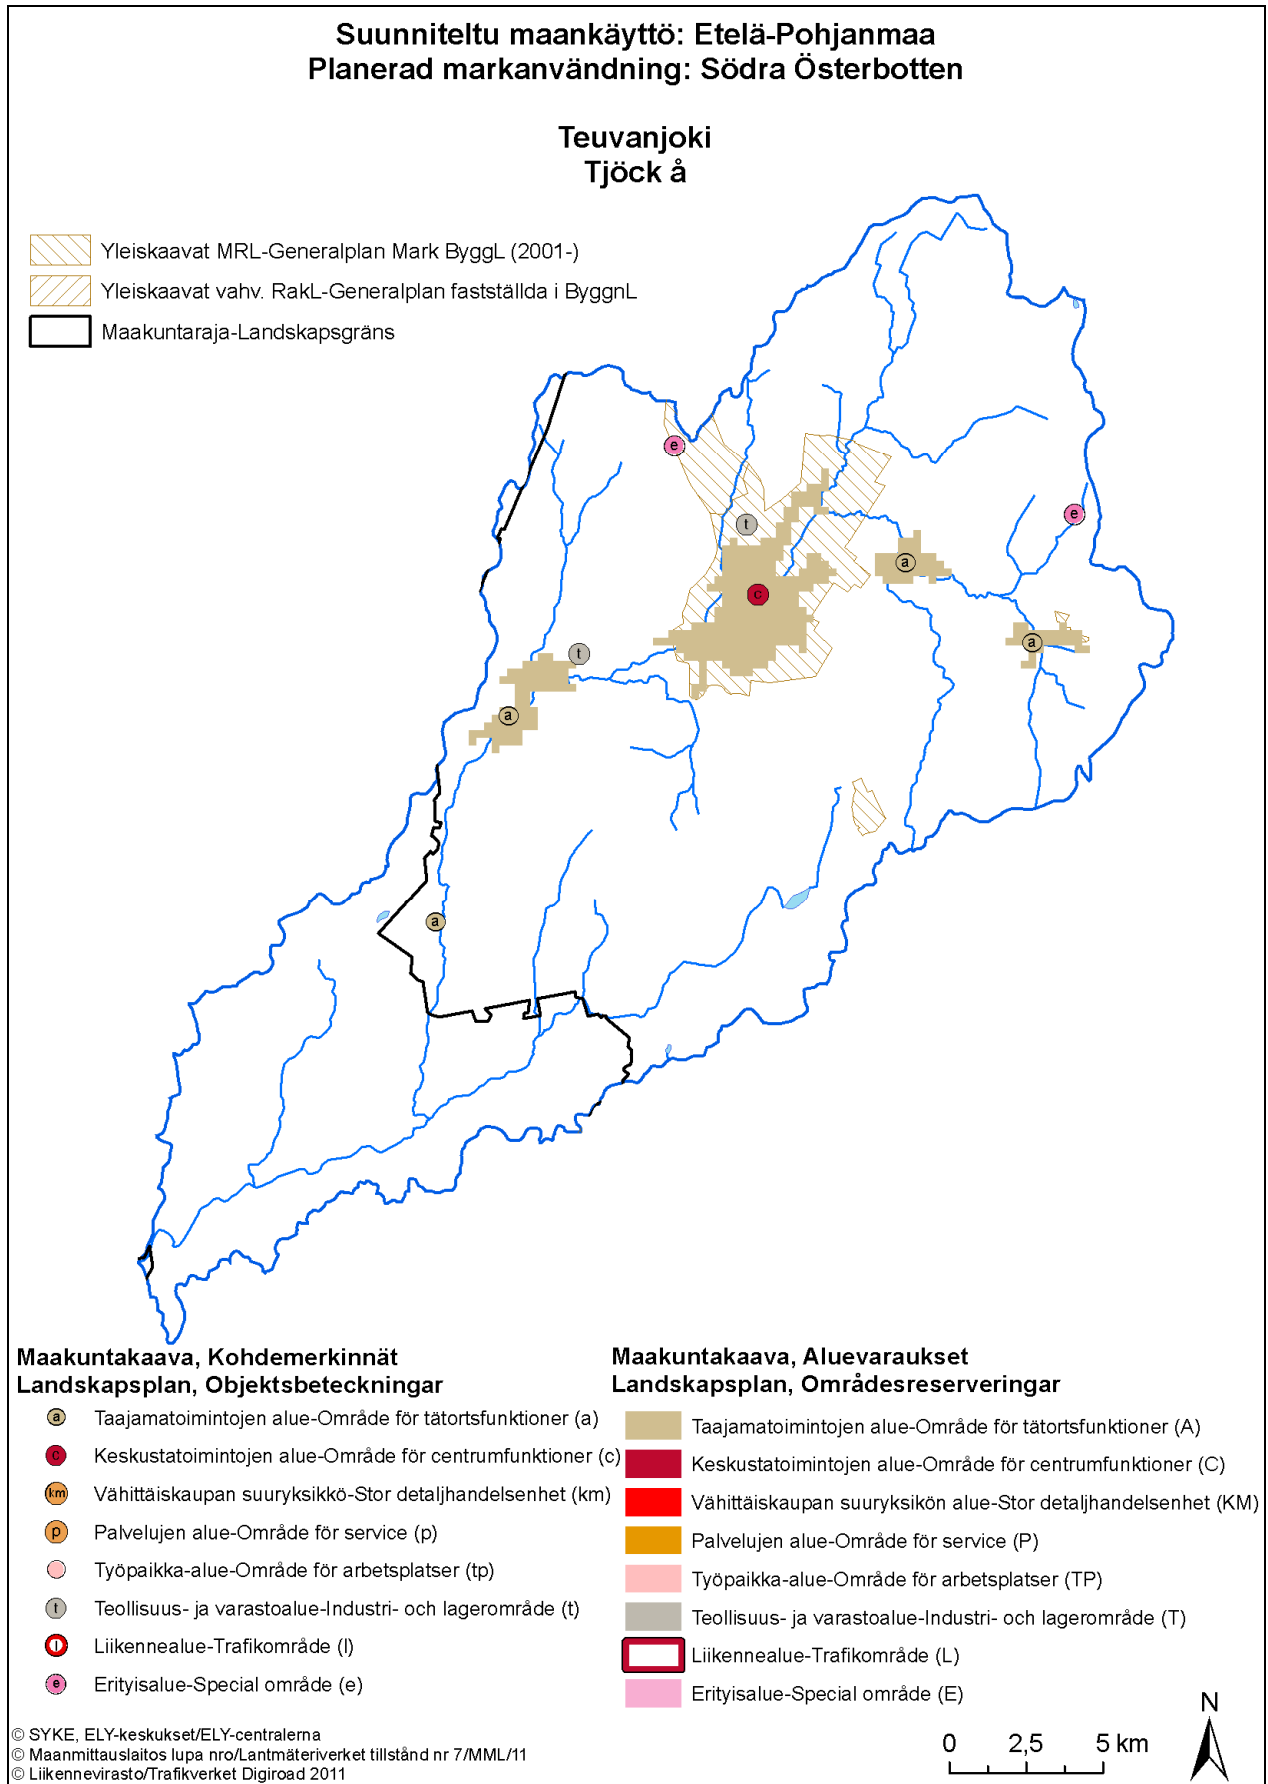 Suunniteltu maankäyttö: Etelä-Pohjanmaa
Planerad markanvändning: Södra Österbotten
Teuvanjoki
Tjöck å
Yleiskaavat MRL-Generalplan Mark ByggL (2001-)
Yleiskaavat vahv. RakL-Generalplan fastställda i ByggnL
Maakuntaraja-Landskapsgräns
e
t
e
a
c
a
t
a
a
Maakuntakaava, Kohdemerkinnät
Landskapsplan, Objektsbeteckningar
a Taajamatoimintojen alue-Område för tätortsfunktioner (a)
c Keskustatoimintojen alue-Område för centrumfunktioner (c)
km Vähittäiskaupan suuryksikkö-Stor detaljhandelsenhet (km)
p Palvelujen alue-Område för service (p)
Työpaikka-alue-Område för arbetsplatser (tp)
t Teollisuus- ja varastoalue-Industri- och lagerområde (t)
l Liikennealue-Trafikområde (l)
e Erityisalue-Special område (e)
Maakuntakaava, Aluevaraukset
Landskapsplan, Områdesreserveringar
Taajamatoimintojen alue-Område för tätortsfunktioner (A)
Keskustatoimintojen alue-Område för centrumfunktioner (C)
Vähittäiskaupan suuryksikön alue-Stor detaljhandelsenhet (KM)
Palvelujen alue-Område för service (P)
Työpaikka-alue-Område för arbetsplatser (TP)
Teollisuus- ja varastoalue-Industri- och lagerområde (T)
Liikennealue-Trafikområde (L)
Erityisalue-Special område (E)
© SYKE, ELY-keskukset/ELY-centralerna
© Maanmittauslaitos lupa nro/Lantmäteriverket tillstånd nr 7/MML/11
© Liikennevirasto/Trafikverket Digiroad 2011
0 2,5 5 km
N